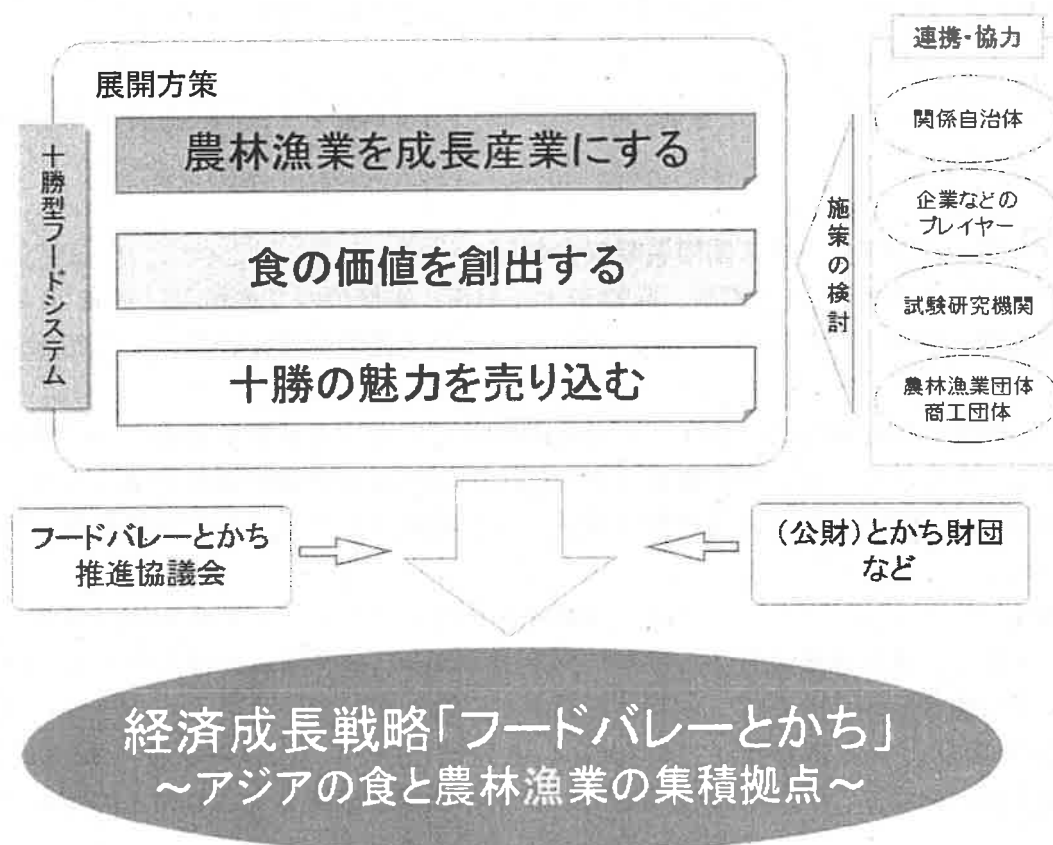 連携・協力
展開方策
関係自治体
農林漁業を成長産業にする
十勝型フードシステム
企業などの
プレイヤー
施策の検討
食の価値を創出する
試験研究機関
十勝の魅力を売り込む
農林漁業団体
商工団体
フードバレーとかち
推進協議会
(公財)とかち財団
など
経済成長戦略「フードバレーとかち」
～アジアの食と農林漁業の集積拠点～